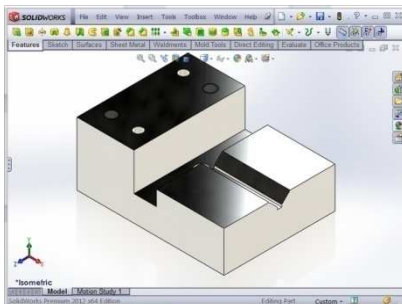 SOLIDWORKS File Edit View Insert Tools Toolbox Window Help
Features Sketch Surfaces Sheet Metal Weldments Mold Tools Direct Editing Evaluate Office Products
*Isometric
Model Motion Study 1
SolidWorks Premium 2012 x64 Edition Editing Part Custom